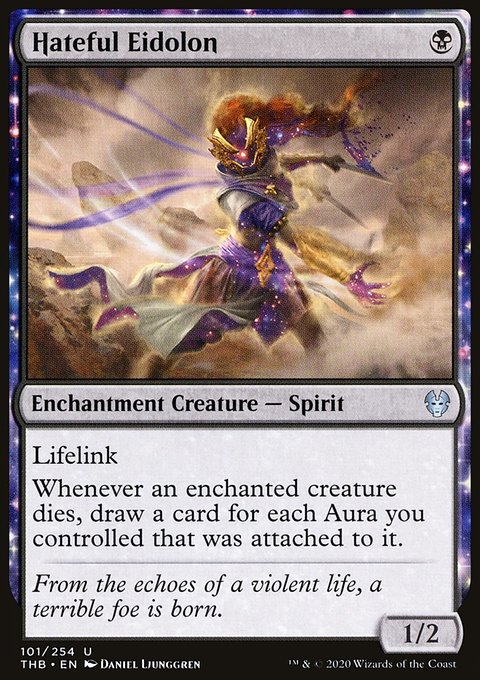 Hateful Eidolon
Enchantment Creature — Spirit
Lifelink
Whenever an enchanted creature
dies, draw a card for each Aura you
controlled that was attached to it.
From the echoes of a violent life, a
terrible foe is born.
1/2
101/254 U
THB • EN Daniel Ljunggren
™ & © 2020 Wizards of the Coast